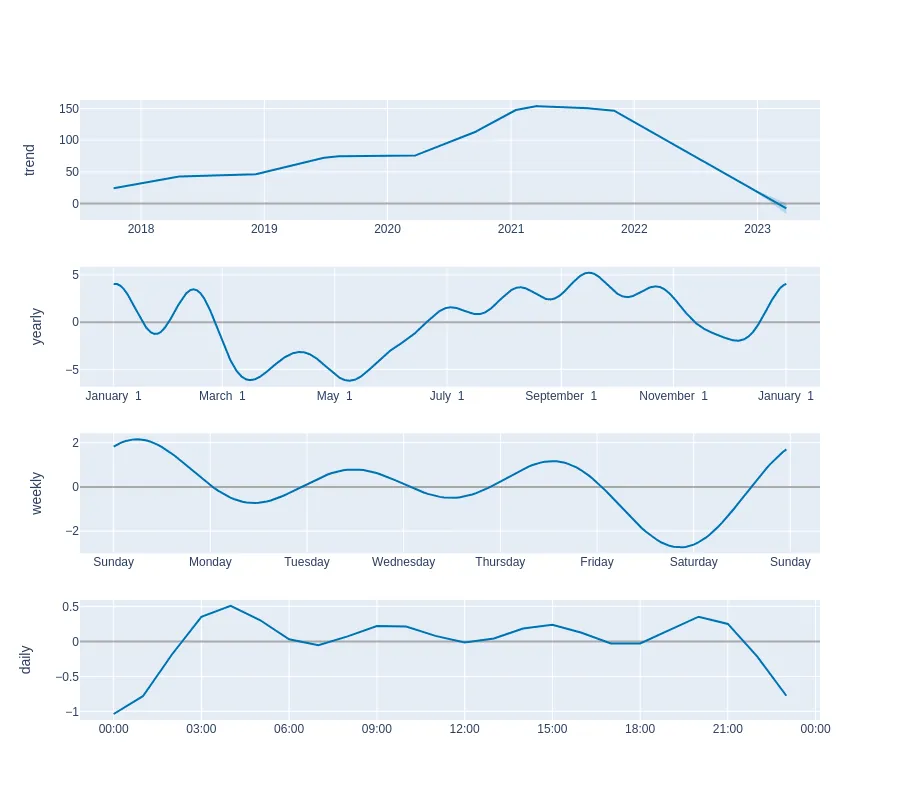 trend
150
100
50
0
2018 2019 2020 2021 2022 2023
yearly
5
0
−5
January 1 March 1 May 1 July 1 September 1 November 1 January 1
weekly
2
0
−2
Sunday Monday Tuesday Wednesday Thursday Friday Saturday Sunday
daily
0.5
0
−0.5
−1
00:00 03:00 06:00 09:00 12:00 15:00 18:00 21:00 00:00